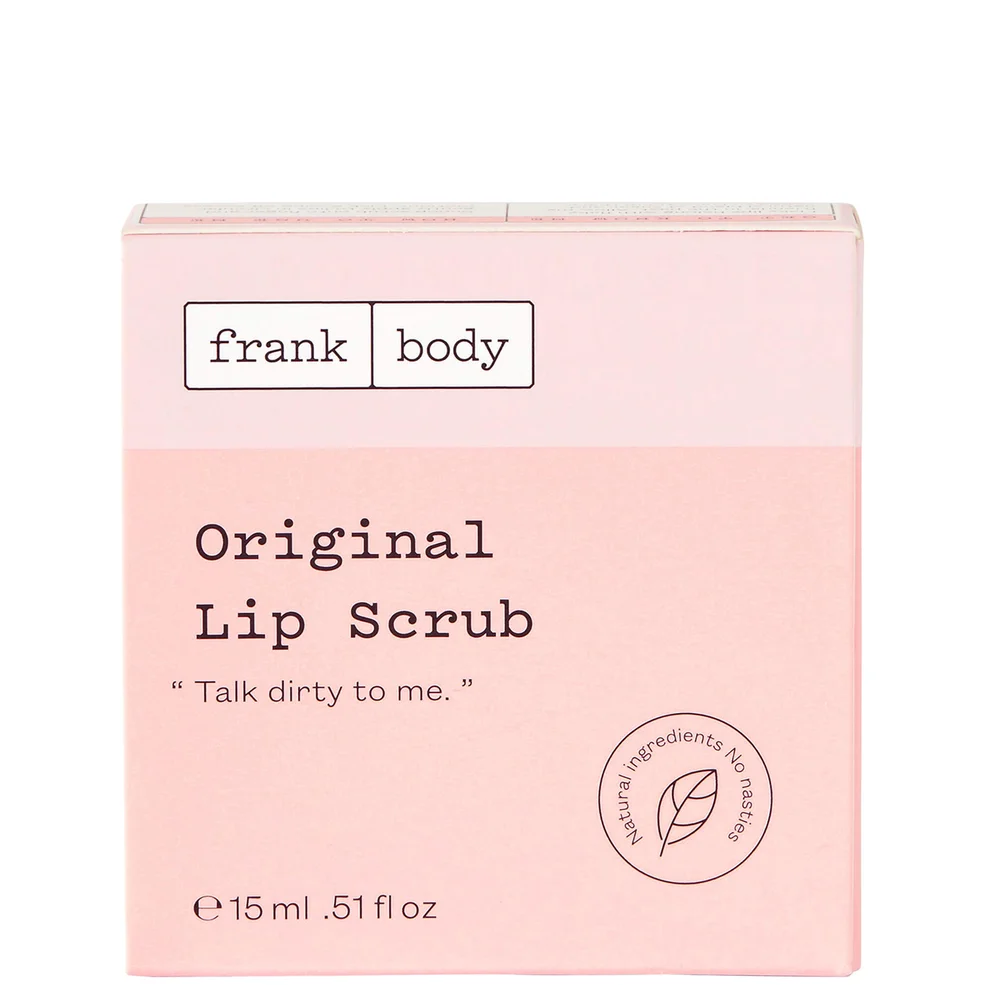 frank body
Original
Lip Scrub
“ Talk dirty to me. ”
Natural ingredients No nasties
℮ 15 ml .51 fl oz